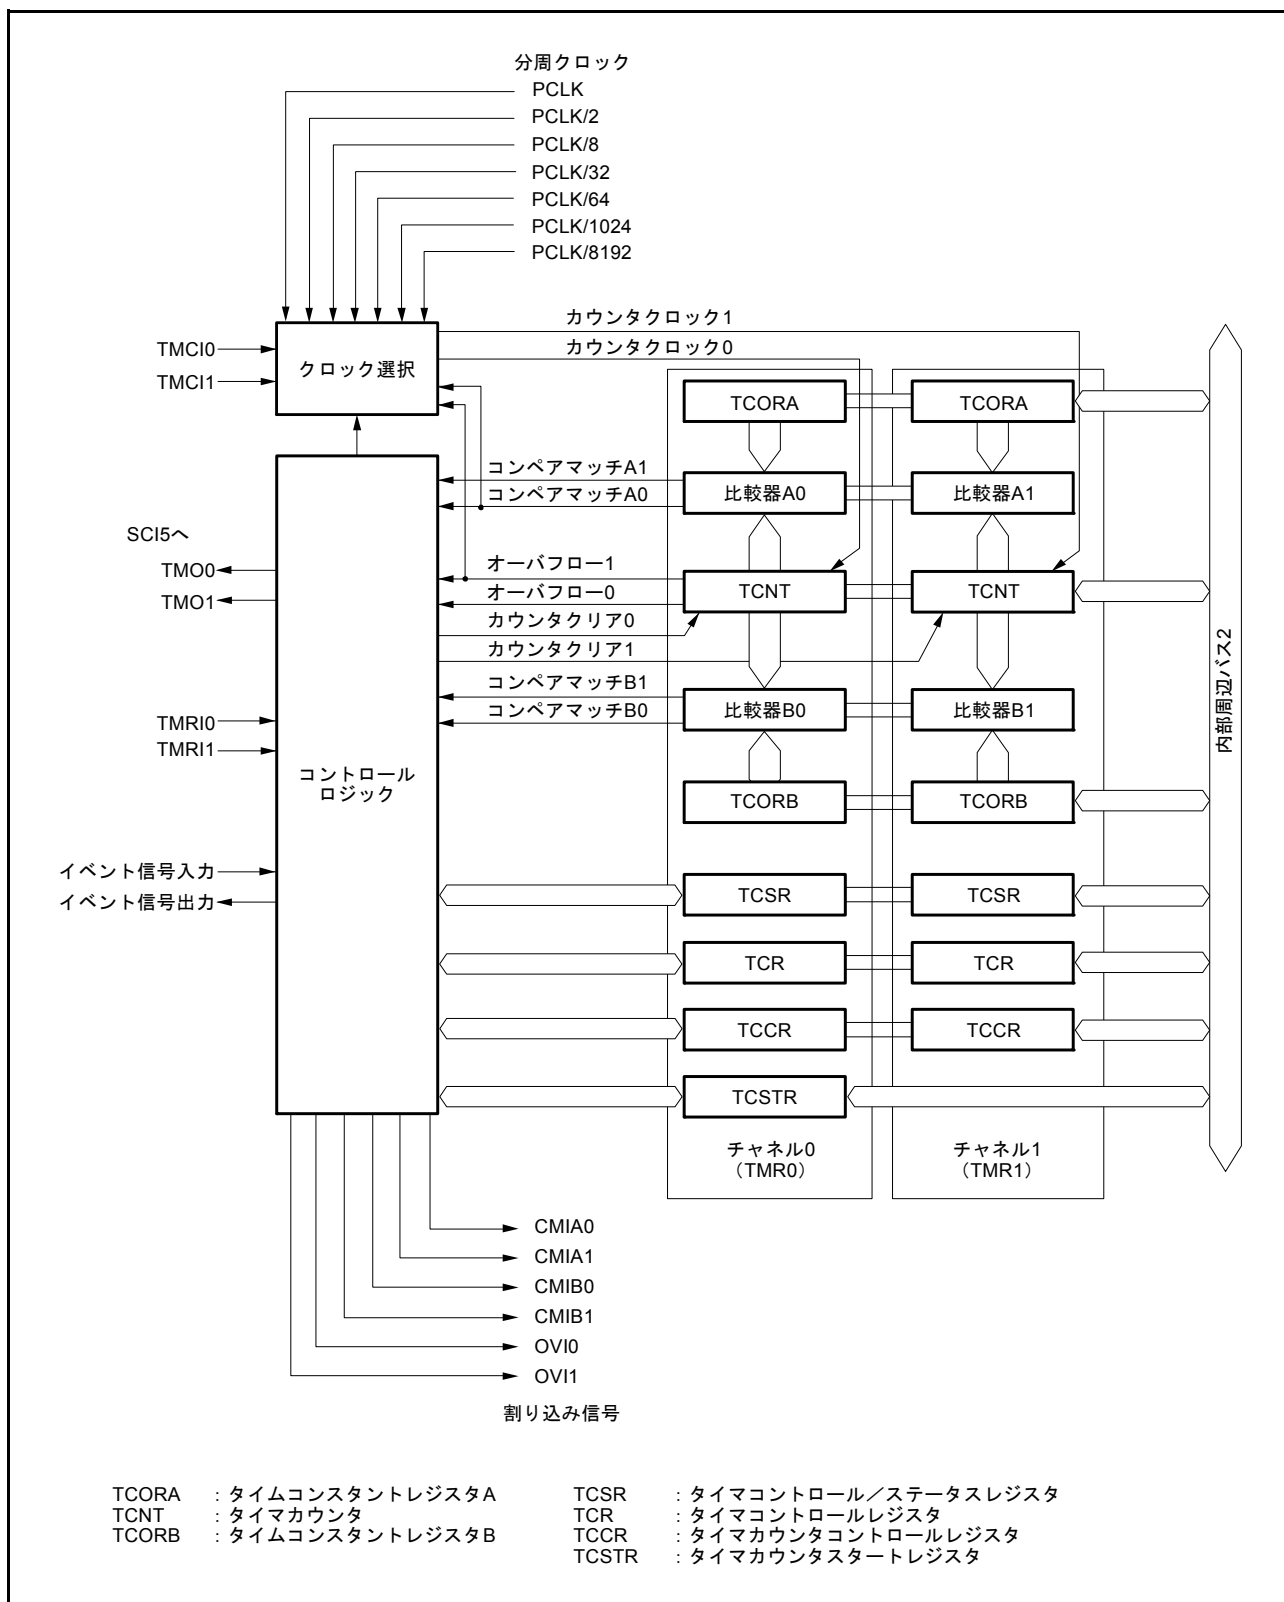 分周クロック
PCLK
PCLK/2
PCLK/8
PCLK/32
PCLK/64
PCLK/1024
PCLK/8192
カウンタクロック1
カウンタクロック0
TMCI0
TMCI1
クロック選択
TCORA
TCORA
コンペアマッチA1
コンペアマッチA0
比較器A0
比較器A1
SCI5へ
TMO0
TMO1
オーバフロー1
オーバフロー0
カウンタクリア0
カウンタクリア1
TCNT
TCNT
コンペアマッチB1
コンペアマッチB0
比較器B0
比較器B1
内部周辺バス2
TMRI0
TMRI1
コントロール
ロジック
TCORB
TCORB
イベント信号入力
イベント信号出力
TCSR
TCSR
TCR
TCR
TCCR
TCCR
TCSTR
チャネル0
（TMR0）
チャネル1
（TMR1）
CMIA0
CMIA1
CMIB0
CMIB1
OVI0
OVI1
割り込み信号
TCORA : タイムコンスタントレジスタA
TCNT : タイマカウンタ
TCORB : タイムコンスタントレジスタB
TCSR : タイマコントロール／ステータスレジスタ
TCR : タイマコントロールレジスタ
TCCR : タイマカウンタコントロールレジスタ
TCSTR : タイマカウンタスタートレジスタ